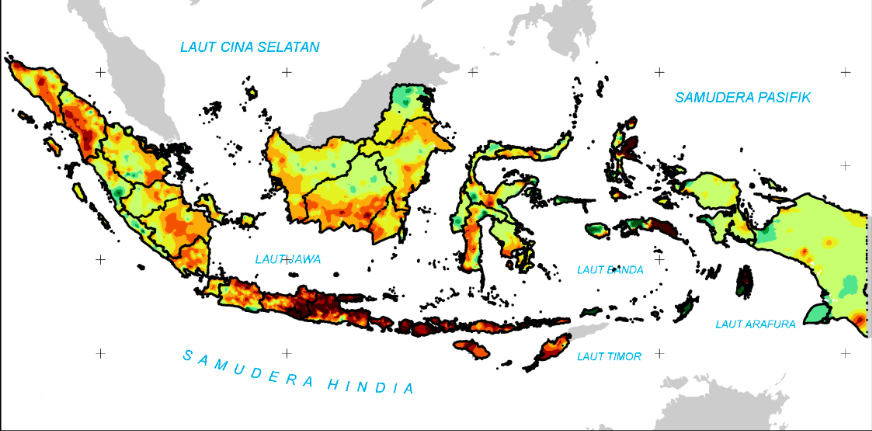 LAUT CINA SELATAN
SAMUDERA PASIFIK
LAUT JAWA
LAUT BANDA
LAUT ARAFURA
LAUT TIMOR
SAMUDERA HINDIA